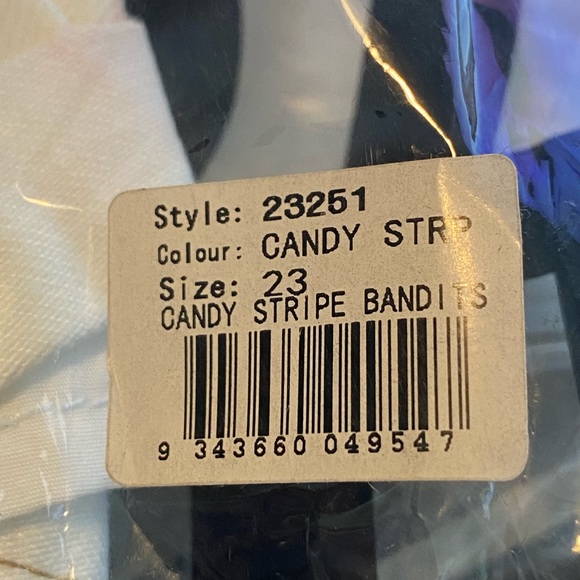 Style: 23251
Colour: CANDY STRP
Size: 23
CANDY STRIPE BANDITS
9 343660 049547